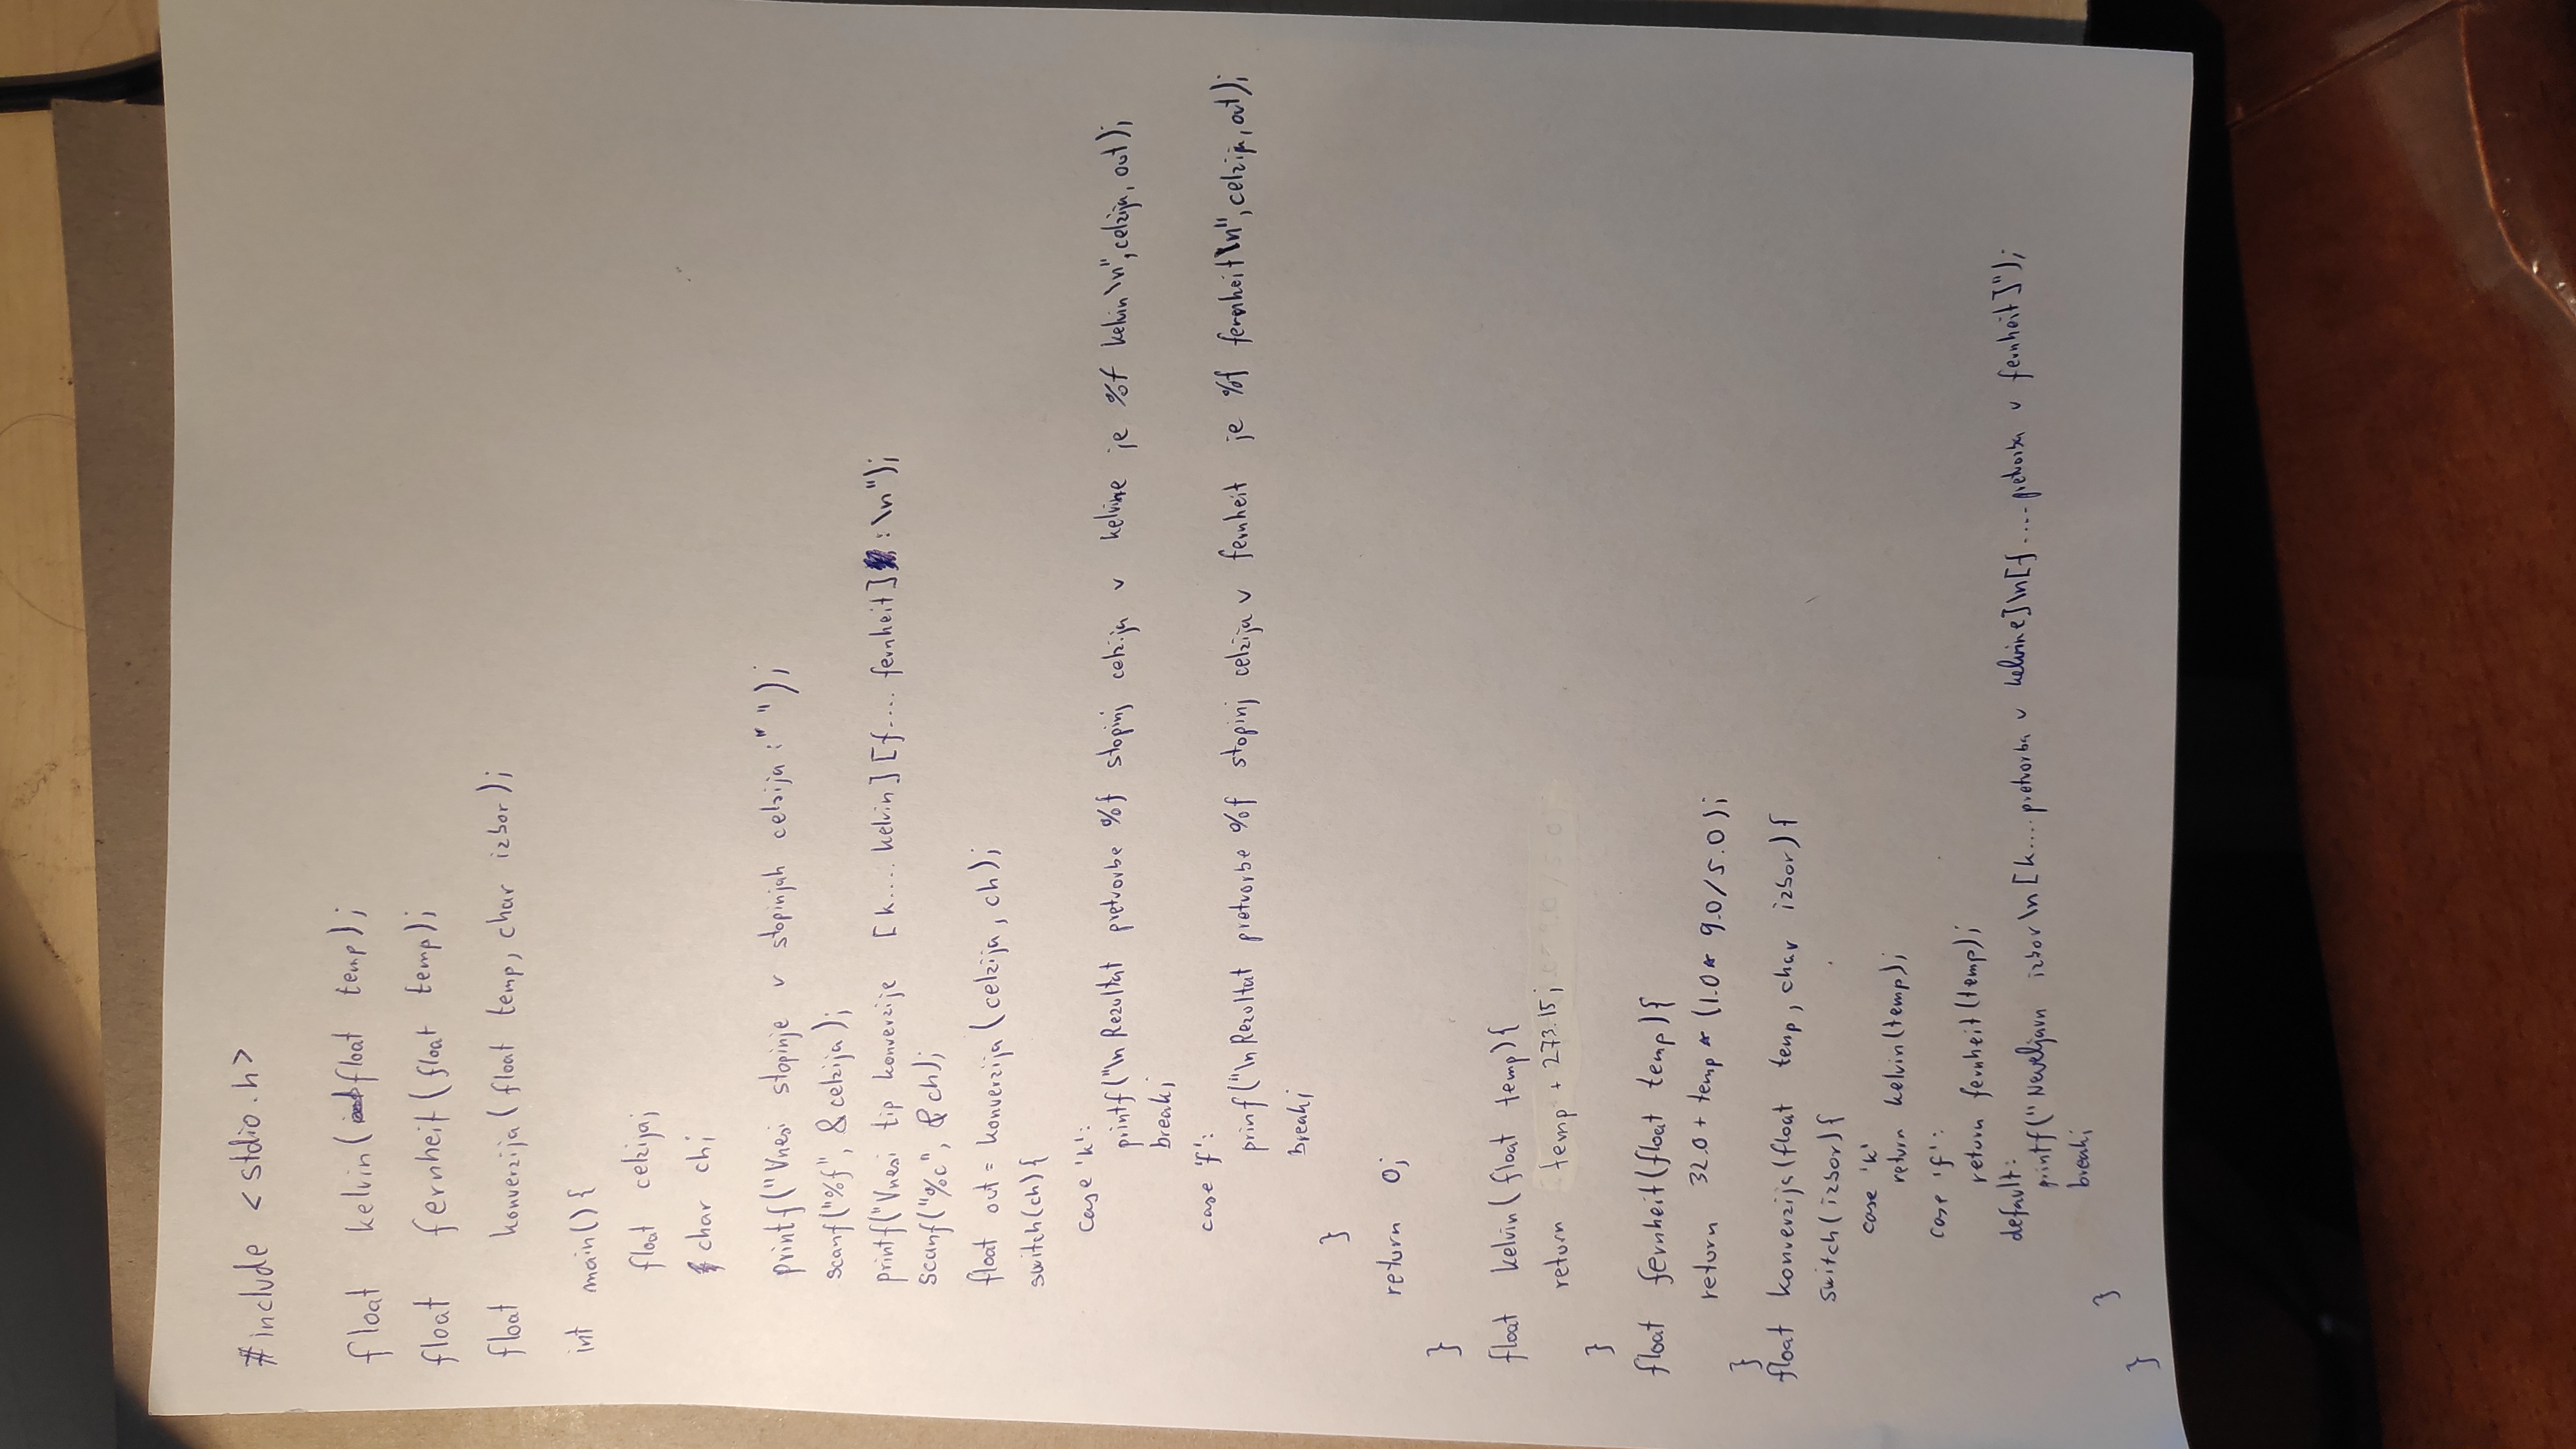 #include <stdio.h>
float kelvin(float temp);
float fernheit(float temp);
float konverzija(float temp, char izbor);
int main(){
float celzija;
char ch;
printf("Vnesi stopinje v stopinjah celzija:" ");
scanf("%f", &celzija);
printf("Vnesi tip konverzije [k.... kelvin][f.... fernheit]:\n");
scanf("%c", &ch);
float out = konverzija(celzija, ch);
switch(ch){
case 'k':
printf("\n Rezultat pretvorbe %f stopinj celzija v kelvine je %f kelvin\n",celzija, out);
break;
case 'f':
prinf("\n Rezultat pretvorbe %f stopinj celzija v fernheit je %f fernheit\n",celzija,out);
break;
}
return 0;
}
float kelvin(float temp){
return temp + 273.15;
}
float fernheit(float temp){
return 32.0 + temp * (1.0 * 9.0/5.0);
}
float konverzija(float temp, char izbor){
switch(izbor){
case 'k'
return kelvin(temp);
case 'f':
return fernheit(temp);
default:
printf("Neveljavn izbor\n[k.... pretvorba v kelvine]\n[f.... pretvorba v fernheit]");
break;
}
}